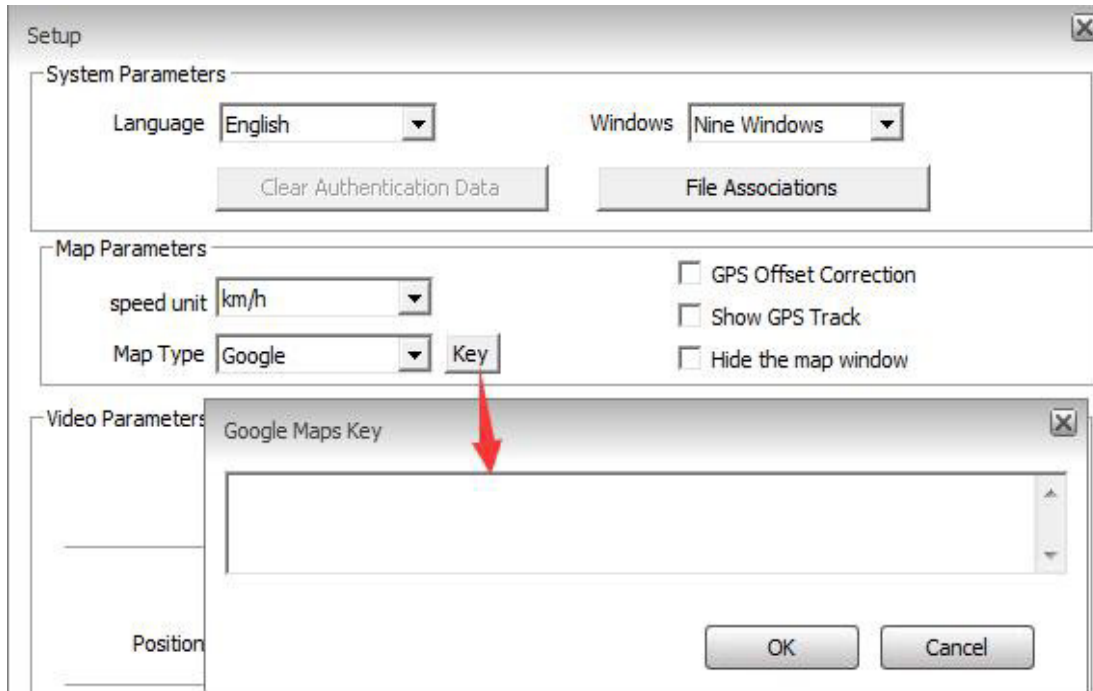 Setup
System Parameters
Language English Windows Nine Windows
Clear Authentication Data File Associations
Map Parameters
speed unit km/h GPS Offset Correction
Show GPS Track
Map Type Google Key Hide the map window
Video Parameters
Google Maps Key
Position
OK Cancel